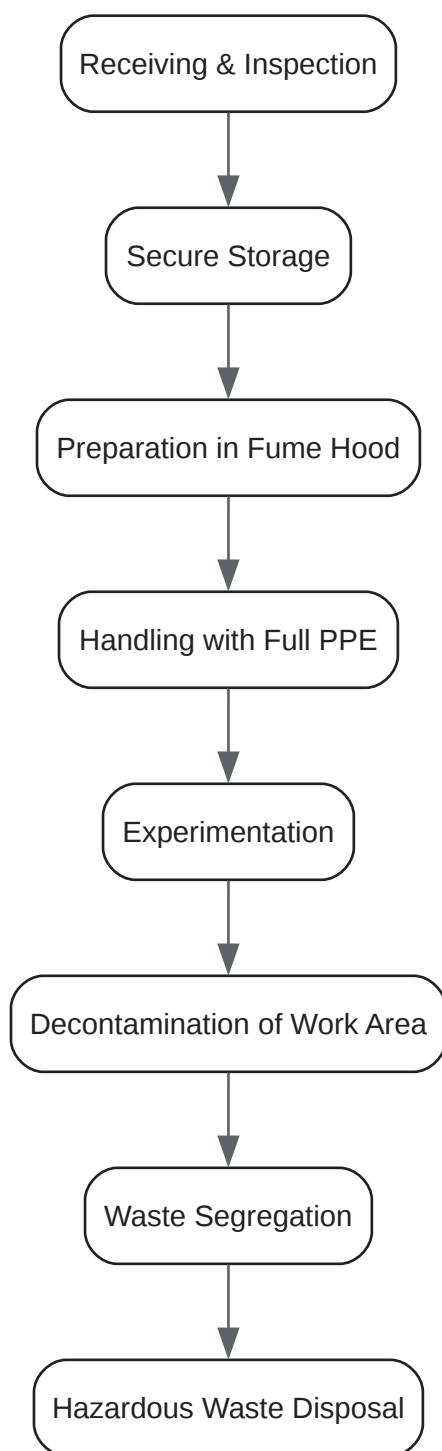 Receiving & Inspection
Secure Storage
Preparation in Fume Hood
Handling with Full PPE
Experimentation
Decontamination of Work Area
Waste Segregation
Hazardous Waste Disposal